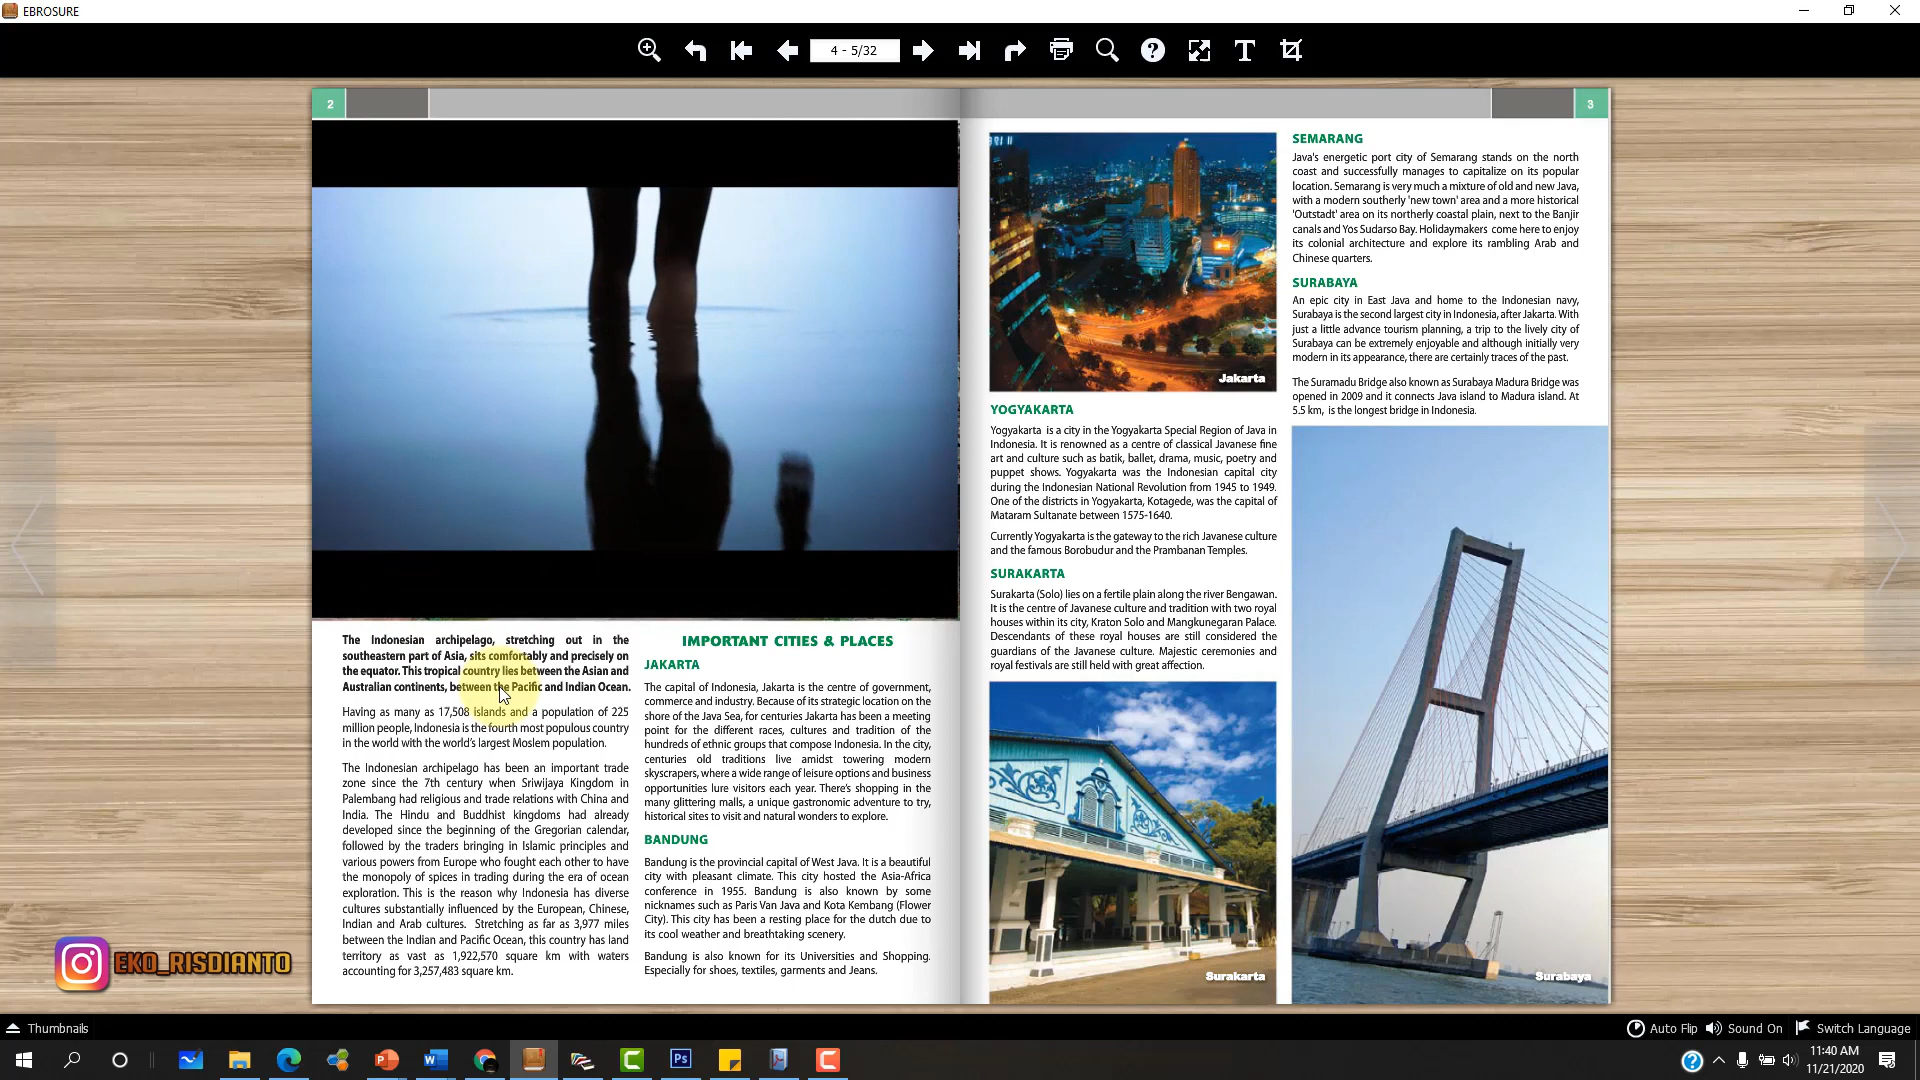 EBROSURE
4 - 5/32
2
The Indonesian archipelago, stretching out in the
southeastern part of Asia, sits comfortably and precisely on
the equator. This tropical country lies between the Asian and
Australian continents, between the Pacific and Indian Ocean.
Having as many as 17,508 islands and a population of 225
million people, Indonesia is the fourth most populous country
in the world with the world's largest Moslem population.
The Indonesian archipelago has been an important trade
zone since the 7th century when Sriwijaya Kingdom in
Palembang had religious and trade relations with China and
India. The Hindu and Buddhist kingdoms had already
developed since the beginning of the Gregorian calendar,
followed by the traders bringing in Islamic principles and
various powers from Europe who fought each other to have
the monopoly of spices in trading during the era of ocean
exploration. This is the reason why Indonesia has diverse
cultures substantially influenced by the European, Chinese,
Indian and Arab cultures. Stretching as far as 3,977 miles
between the Indian and Pacific Ocean, this country has land
territory as vast as 1,922,570 square km with waters
accounting for 3,257,483 square km.
IMPORTANT CITIES & PLACES
JAKARTA
The capital of Indonesia, Jakarta is the centre of government,
commerce and industry. Because of its strategic location on the
shore of the Java Sea, for centuries Jakarta has been a meeting
point for the different races, cultures and tradition of the
hundreds of ethnic groups that compose Indonesia. In the city,
centuries old traditions live amidst towering modern
skyscrapers, where a wide range of leisure options and business
opportunities lure visitors each year. There's shopping in the
many glittering malls, a unique gastronomic adventure to try,
historical sites to visit and natural wonders to explore.
BANDUNG
Bandung is the provincial capital of West Java. It is a beautiful
city with pleasant climate. This city hosted the Asia-Africa
conference in 1955. Bandung is also known by some
nicknames such as Paris Van Java and Kota Kembang (Flower
City). This city has been a resting place for the dutch due to
its cool weather and breathtaking scenery.
Bandung is also known for its Universities and Shopping.
Especially for shoes, textiles, garments and Jeans.
3
Jakarta
YOGYAKARTA
Yogyakarta is a city in the Yogyakarta Special Region of Java in
Indonesia. It is renowned as a centre of classical Javanese fine
art and culture such as batik, ballet, drama, music, poetry and
puppet shows. Yogyakarta was the Indonesian capital city
during the Indonesian National Revolution from 1945 to 1949.
One of the districts in Yogyakarta, Kotagede, was the capital of
Mataram Sultanate between 1575-1640.
Currently Yogyakarta is the gateway to the rich Javanese culture
and the famous Borobudur and the Prambanan Temples.
SURAKARTA
Surakarta (Solo) lies on a fertile plain along the river Bengawan.
It is the centre of Javanese culture and tradition with two royal
houses within its city, Kraton Solo and Mangkunegaran Palace.
Descendants of these royal houses are still considered the
guardians of the Javanese culture. Majestic ceremonies and
royal festivals are still held with great affection.
Surakarta
SEMARANG
Java's energetic port city of Semarang stands on the north
coast and successfully manages to capitalize on its popular
location. Semarang is very much a mixture of old and new Java,
with a modern southerly 'new town' area and a more historical
'Outstadt' area on its northerly coastal plain, next to the Banjir
canals and Yos Sudarso Bay. Holidaymakers come here to enjoy
its colonial architecture and explore its rambling Arab and
Chinese quarters.
SURABAYA
An epic city in East Java and home to the Indonesian navy,
Surabaya is the second largest city in Indonesia, after Jakarta. With
just a little advance tourism planning, a trip to the lively city of
Surabaya can be extremely enjoyable and although initially very
modern in its appearance, there are certainly traces of the past.
The Suramadu Bridge also known as Surabaya Madura Bridge was
opened in 2009 and it connects Java island to Madura island. At
5.5 km, is the longest bridge in Indonesia.
Surabaya
EKO_RISDIANTO
Thumbnails
Auto Flip
Sound On
Switch Language
Ps
11:40 AM
11/21/2020